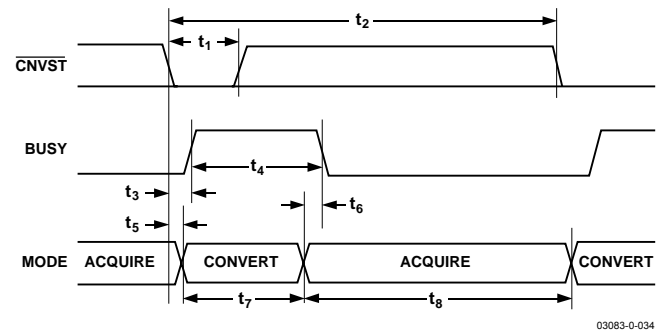 t2
t1
CNVST
BUSY
t4
t3
t6
t5
MODE ACQUIRE CONVERT ACQUIRE CONVERT
t7 t8
03083-0-034